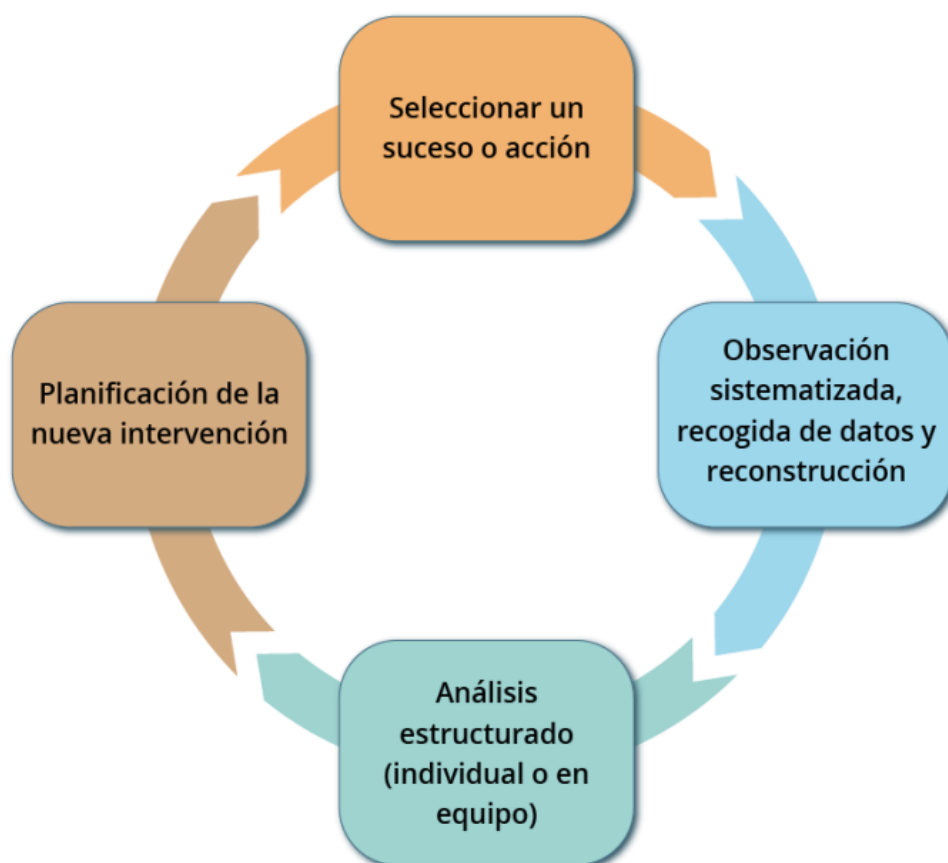 Seleccionar un
suceso o acción
Observación
sistematizada,
recogida de datos y
reconstrucción
Análisis
estructurado
(individual o en
equipo)
Planificación de la
nueva intervención